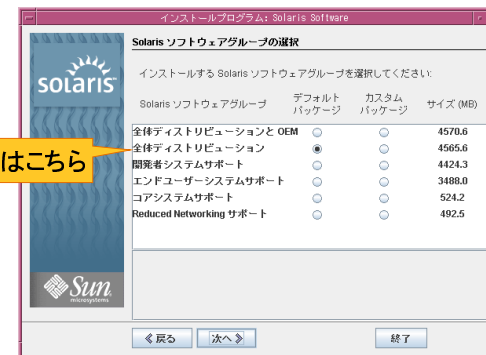 インストールプログラム: Solaris Software
Solaris ソフトウェアグループの選択
solaris
インストールする Solaris ソフトウェアグループを選択してください:
Solaris ソフトウェアグループ デフォルトパッケージ カスタムパッケージ サイズ (MB)
全体ディストリビューションと OEM 4570.6
全体ディストリビューション 4565.6
はこちら
開発者システムサポート 4424.3
エンドユーザーシステムサポート 3488.0
コアシステムサポート 524.2
Reduced Networking サポート 492.5
Sun
microsystems
《 戻る
次へ 》
終了